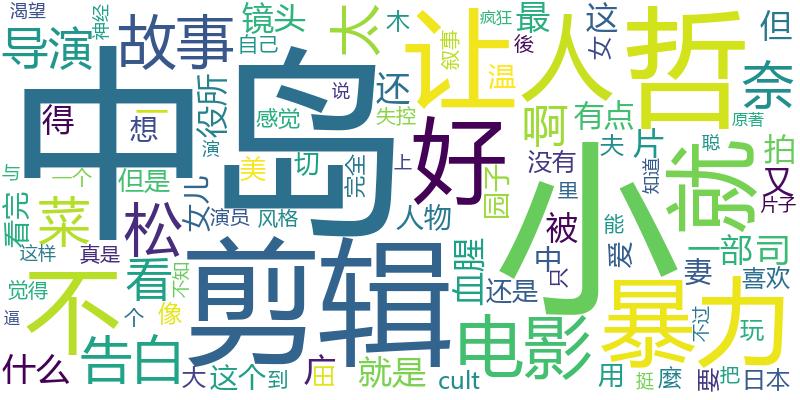 渴望
神经
镜头
太
木
疯狂
最
这
但
导演
故事
自己
让
人
哲
叙事
温
後
女
奈
中
岛
役所
还
得
一
想
感觉
说
失控
好
啊
有点
片
原著
就
拍
演
切
完全
上
夫
聪
与
一个
但是
美
没有
里
知道
又
片子
看完
菜
松
女儿
演员
风格
人物
园子
小
被
能
爱
一部
司
这样
真是
不
看
不知
剪辑
血腥
中
只
妻
喜欢
觉得
还是
暴力
不过
逼
个
像
电影
玩
什么
告白
大
这个
到
庄
田
就是
cult
用
挺
麼
要
把
日本